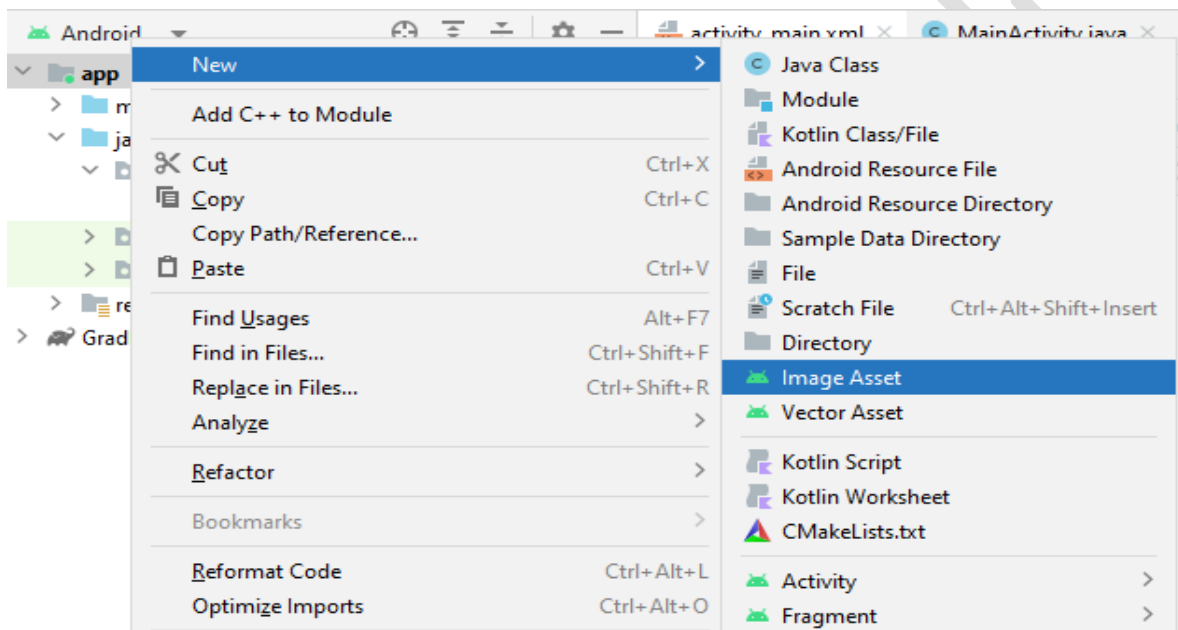 Android
activity_main.xml
MainActivity.java
app
New
Java Class
m
Module
Add C++ to Module
ja
Kotlin Class/File
Cut Ctrl+X
Android Resource File
Copy Ctrl+C
Android Resource Directory
Copy Path/Reference...
Sample Data Directory
Paste Ctrl+V
File
re
Scratch File Ctrl+Alt+Shift+Insert
Find Usages Alt+F7
Grad
Directory
Find in Files... Ctrl+Shift+F
Image Asset
Replace in Files... Ctrl+Shift+R
Vector Asset
Analyze
Kotlin Script
Refactor
Kotlin Worksheet
Bookmarks
CMakeLists.txt
Reformat Code Ctrl+Alt+L
Activity
Optimize Imports Ctrl+Alt+O
Fragment